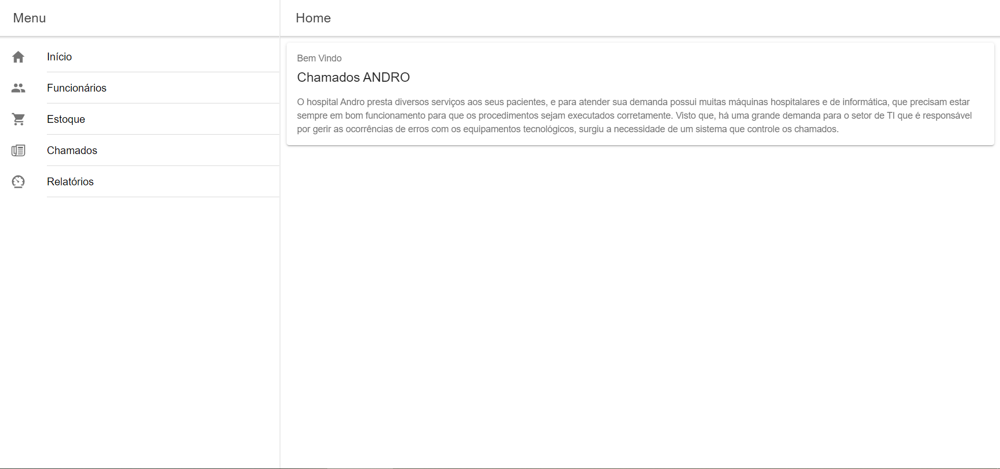 Menu
Home
Início
Funcionários
Estoque
Chamados
Relatórios
Bem Vindo
Chamados ANDRO
O hospital Andro presta diversos serviços aos seus pacientes, e para atender sua demanda possui muitas máquinas hospitalares e de informática, que precisam estar
sempre em bom funcionamento para que os procedimentos sejam executados corretamente. Visto que, há uma grande demanda para o setor de TI que é responsável
por gerir as ocorrências de erros com os equipamentos tecnológicos, surgiu a necessidade de um sistema que controle os chamados.